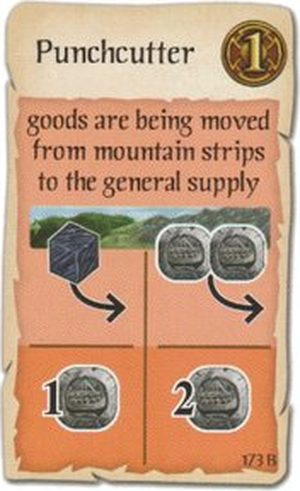 Punchcutter
1
goods are being moved
from mountain strips
to the general supply
1 2
173 B